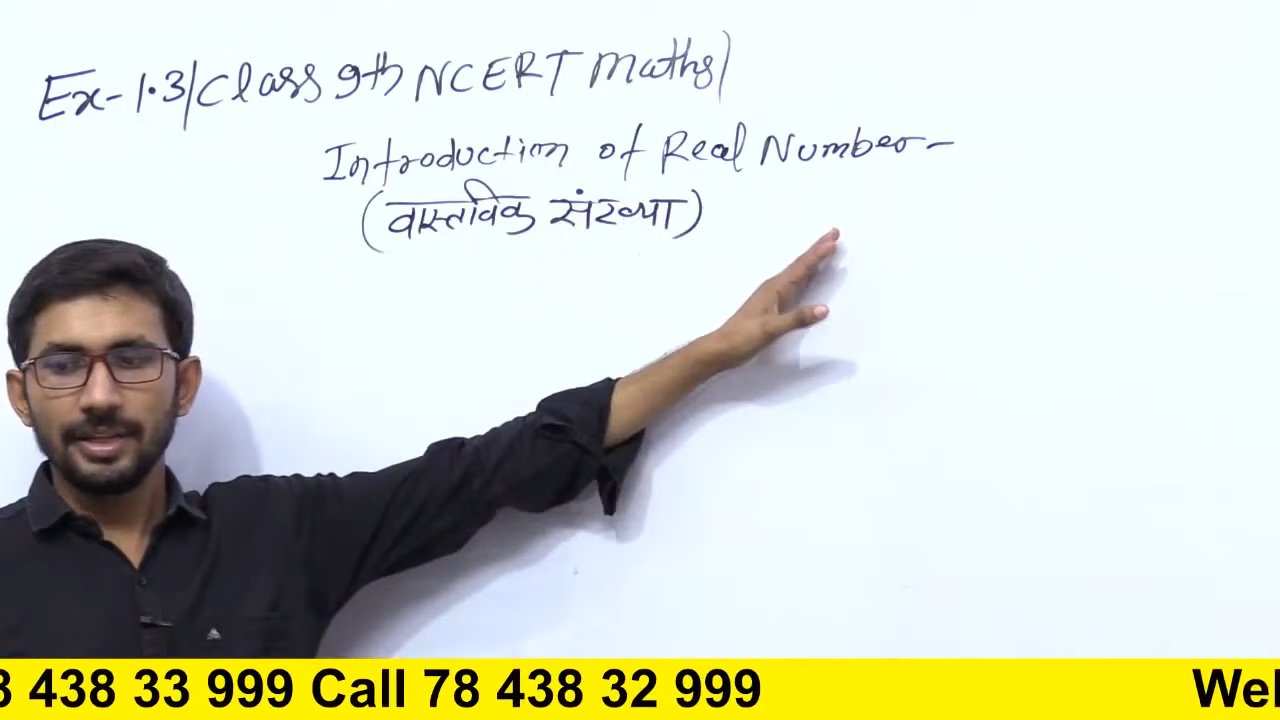 Ex-1.3/Class 9th NCERT Maths/
Introduction of Real Number-
(वास्तविक संख्या)
8 438 33 999 Call 78 438 32 999 Wel